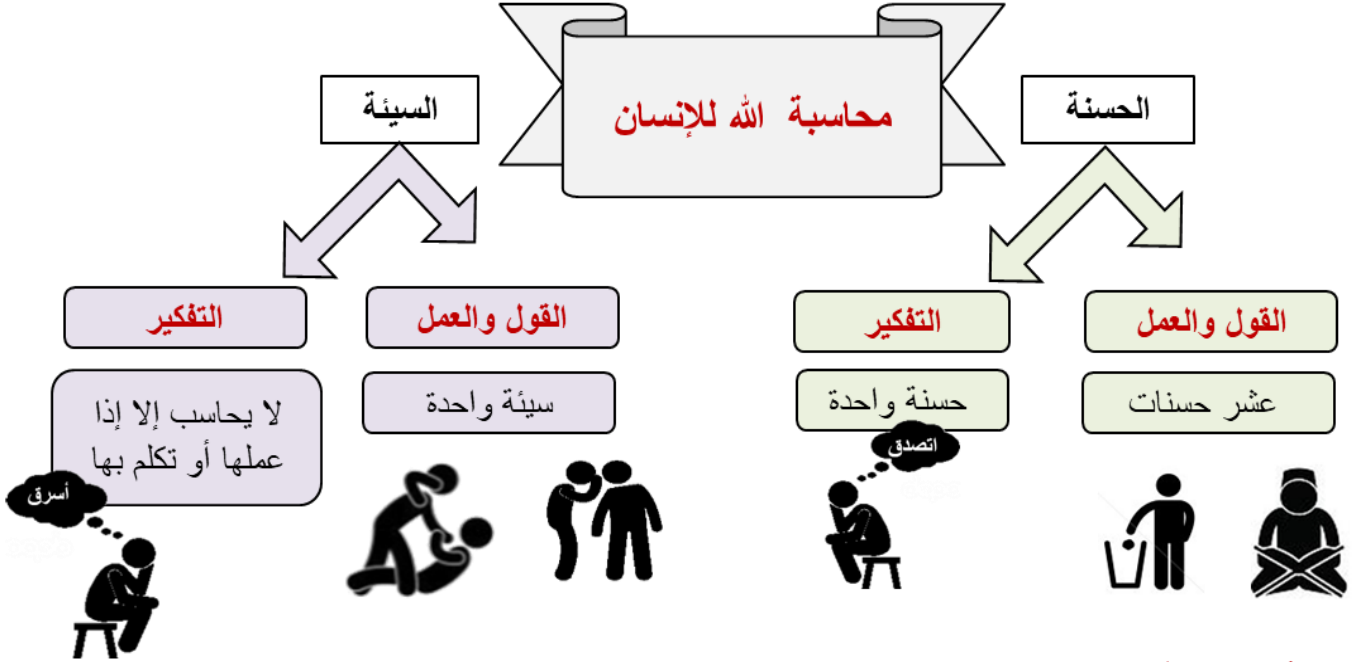 محاسبة الله للإنسان
الحسنة
السيئة
القول والعمل
التفكير
القول والعمل
التفكير
عشر حسنات
حسنة واحدة
سيئة واحدة
لا يحاسب إلا إذا
عملها أو تكلم بها
اتصدق
أسرق